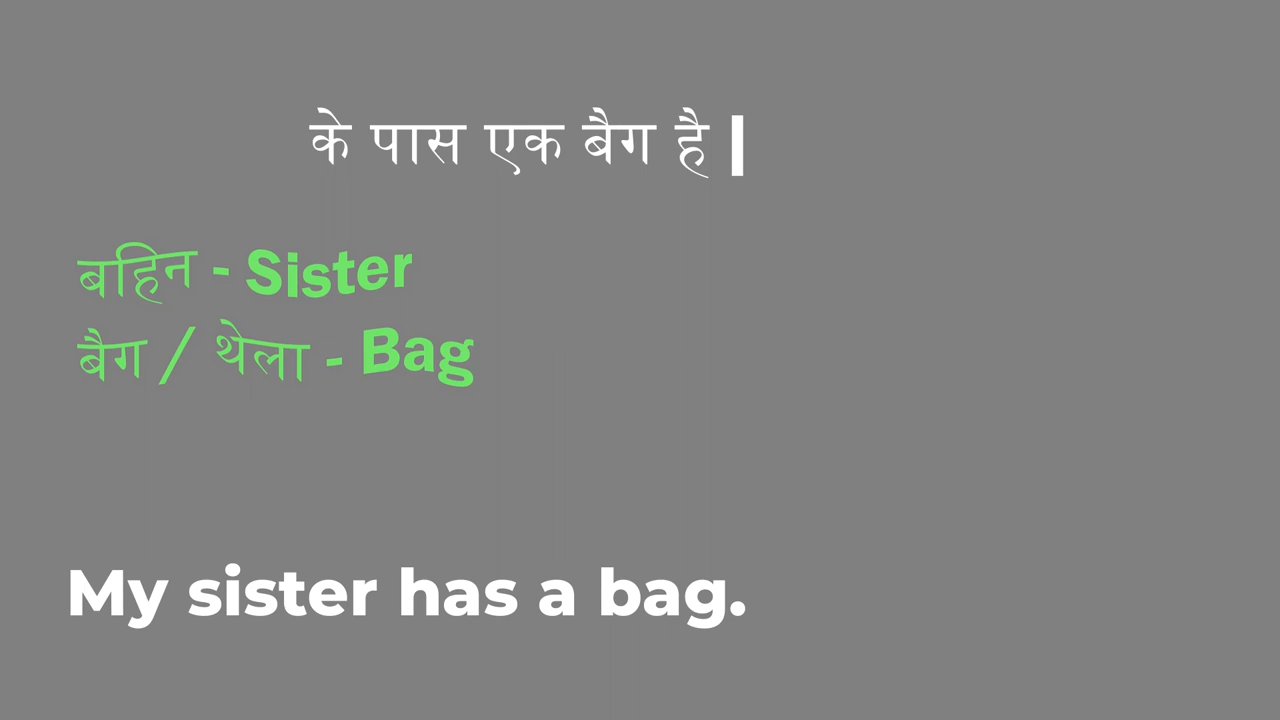 के पास एक बैग है |
बहिन - Sister
बैग / थेला - Bag
My sister has a bag.